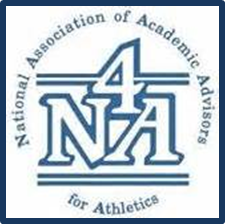 National Association of Academic Advisors
N4A
for Athletics